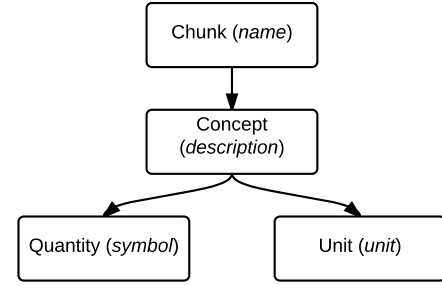 Chunk (name)
Concept
(description)
Quantity (symbol)
Unit (unit)